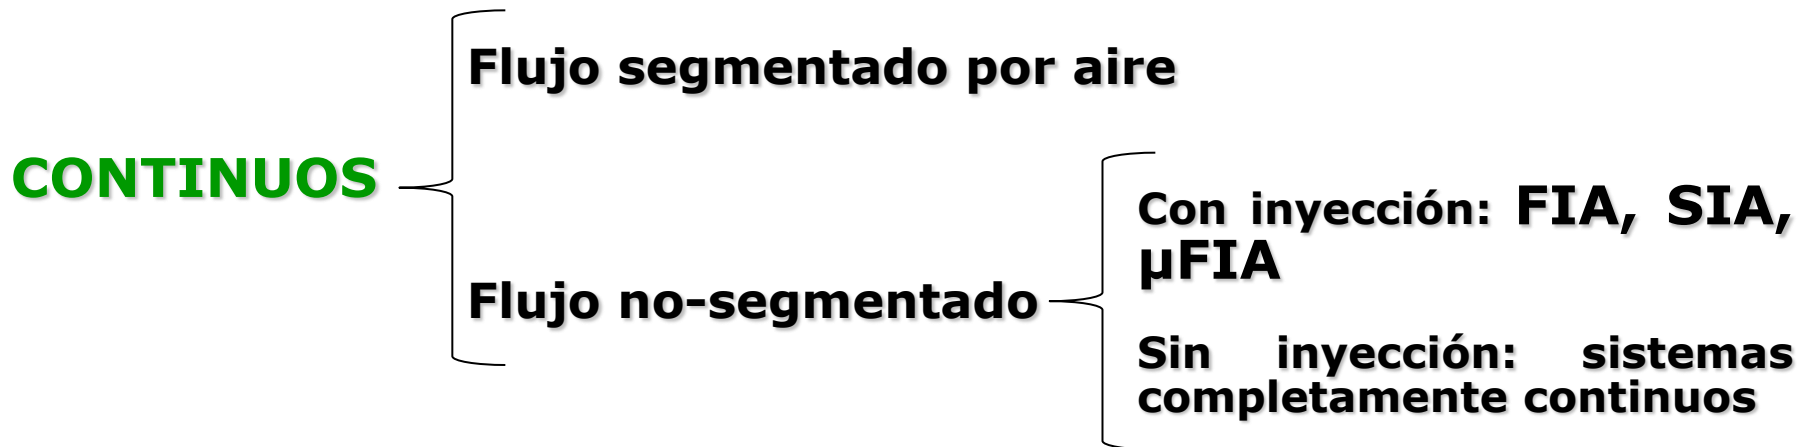 Flujo segmentado por aire
CONTINUOS
Con inyección: FIA, SIA,
µFIA
Flujo no-segmentado
Sin inyección: sistemas
completamente continuos